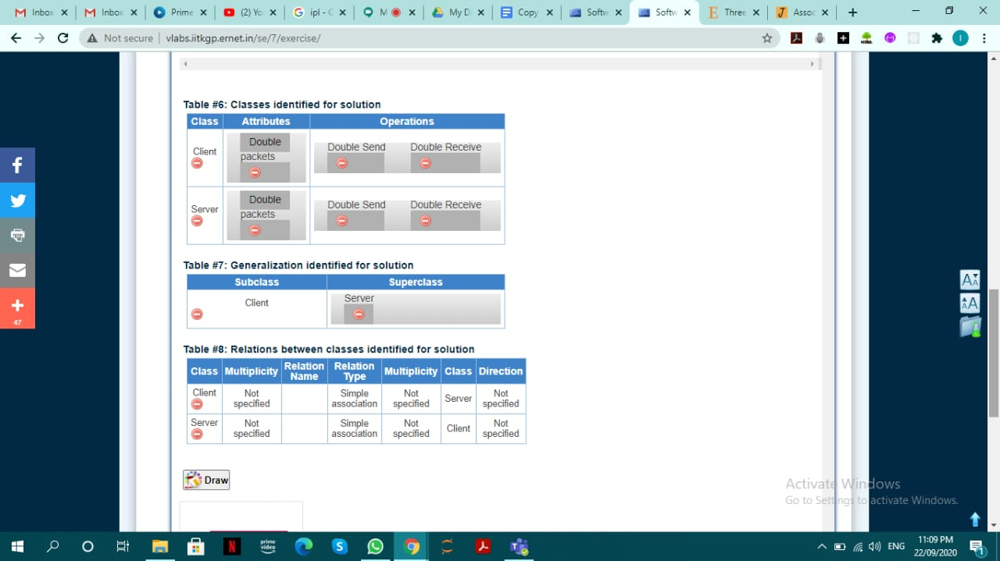 Inbox
Inbox
Prime
(2) Yo
ipl - G
M
My D
Copy
Softw
Softw
Three
Assoc
Not secure | vlabs.iitkgp.ernet.in/se/7/exercise/
Table #6: Classes identified for solution
Class Attributes Operations
Client Double packets Double Send Double Receive
Server Double packets Double Send Double Receive
Table #7: Generalization identified for solution
Subclass Superclass
Client Server
Table #8: Relations between classes identified for solution
Class Multiplicity Relation Name Relation Type Multiplicity Class Direction
Client Not specified Simple association Not specified Server Not specified
Server Not specified Simple association Not specified Client Not specified
Draw
47
Activate Windows
Go to Settings to activate Windows.
prime video
ENG
11:09 PM
22/09/2020